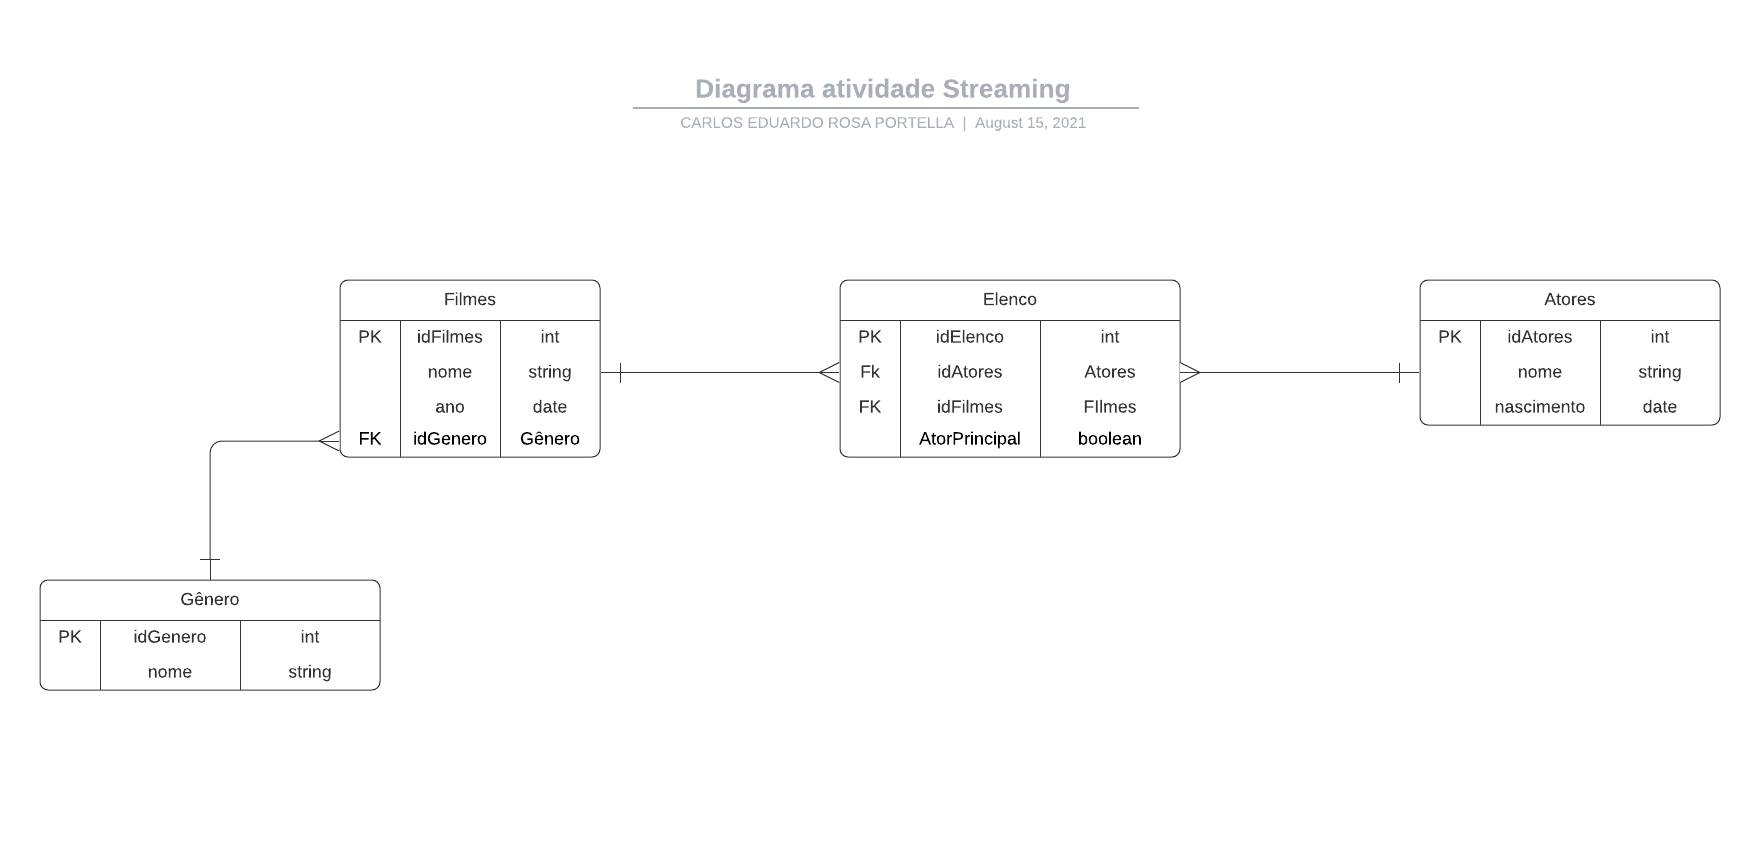 Diagrama atividade Streaming
CARLOS EDUARDO ROSA PORTELLA | August 15, 2021
Filmes
PK idFilmes int
nome string
ano date
FK idGenero Gênero
Elenco
PK idElenco int
Fk idAtores Atores
FK idFilmes FIlmes
AtorPrincipal boolean
Atores
PK idAtores int
nome string
nascimento date
Gênero
PK idGenero int
nome string